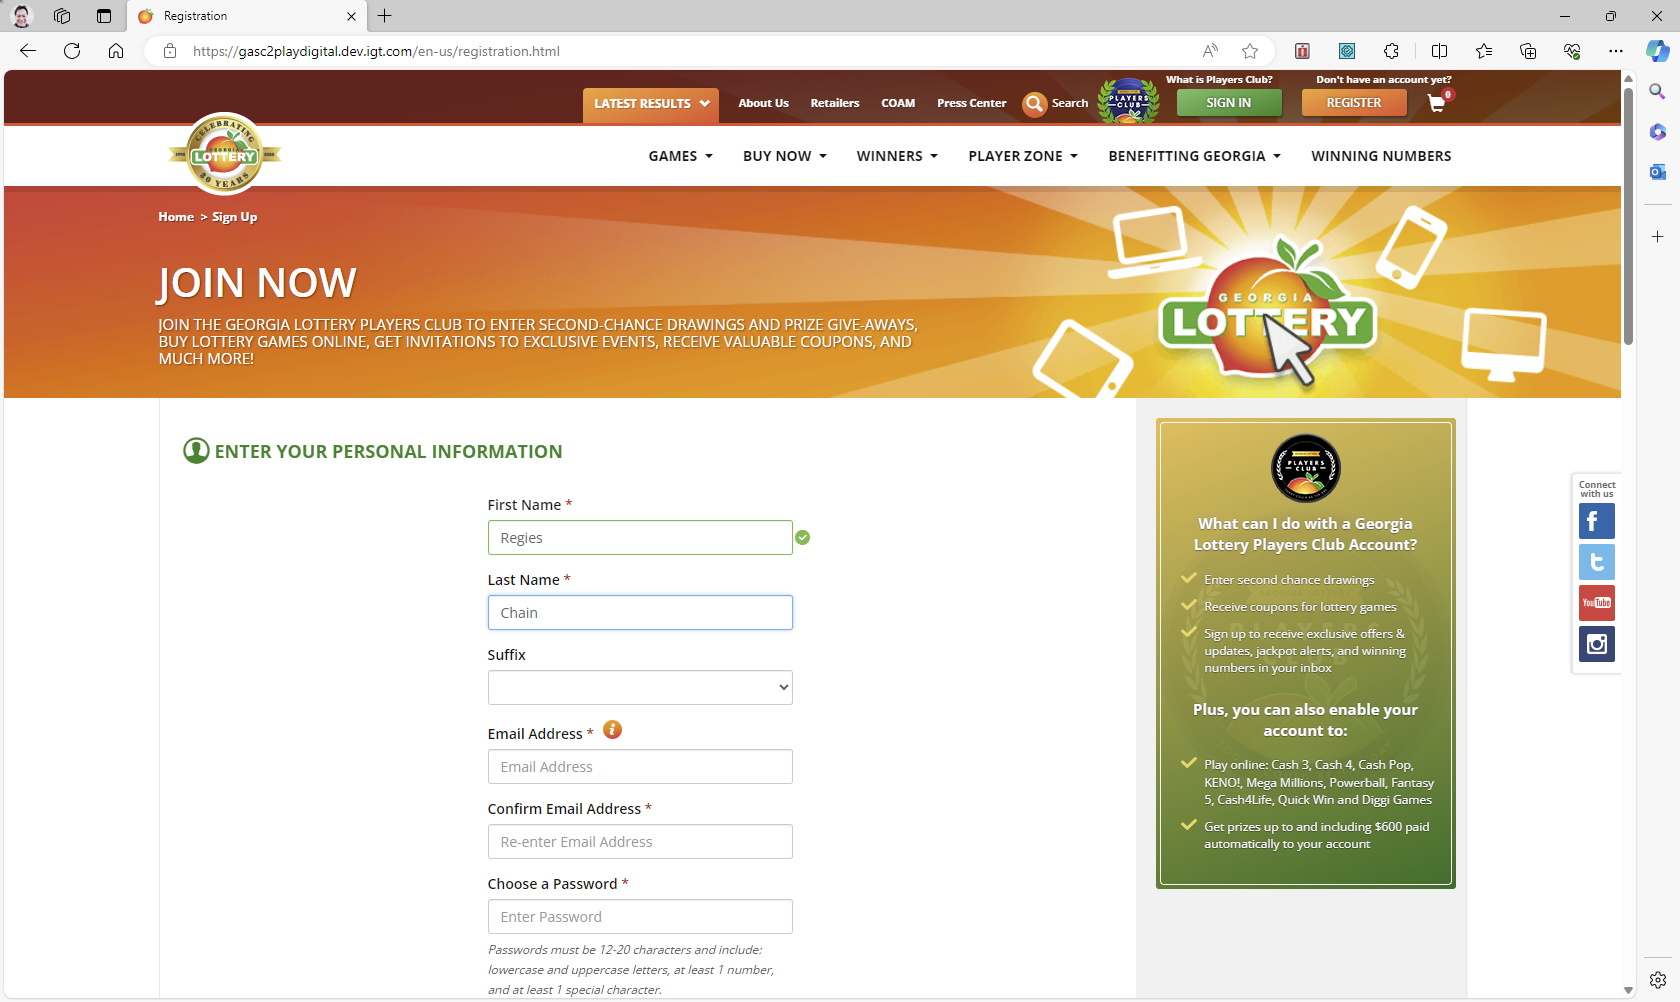 Registration
https://gasc2playdigital.dev.igt.com/en-us/registration.html
What is Players Club?
Don't have an account yet?
LATEST RESULTS
About Us
Retailers
COAM
Press Center
Search
PLAYERS CLUB
SIGN IN
REGISTER
0
CELEBRATING
GEORGIA
LOTTERY
30 YEARS
GAMES
BUY NOW
WINNERS
PLAYER ZONE
BENEFITTING GEORGIA
WINNING NUMBERS
Home > Sign Up
JOIN NOW
JOIN THE GEORGIA LOTTERY PLAYERS CLUB TO ENTER SECOND-CHANCE DRAWINGS AND PRIZE GIVE-AWAYS,
BUY LOTTERY GAMES ONLINE, GET INVITATIONS TO EXCLUSIVE EVENTS, RECEIVE VALUABLE COUPONS, AND
MUCH MORE!
GEORGIA
LOTTERY
ENTER YOUR PERSONAL INFORMATION
First Name *
Regies
Last Name *
Chain
Suffix
Email Address *
Email Address
Confirm Email Address *
Re-enter Email Address
Choose a Password *
Enter Password
Passwords must be 12-20 characters and include:
lowercase and uppercase letters, at least 1 number,
and at least 1 special character.
PLAYERS
CLUB
What can I do with a Georgia
Lottery Players Club Account?
Enter second chance drawings
Receive coupons for lottery games
Sign up to receive exclusive offers &
updates, jackpot alerts, and winning
numbers in your inbox
Plus, you can also enable your
account to:
Play online: Cash 3, Cash 4, Cash Pop,
KENO!, Mega Millions, Powerball, Fantasy
5, Cash4Life, Quick Win and Diggi Games
Get prizes up to and including $600 paid
automatically to your account
Connect
with us
YouTube